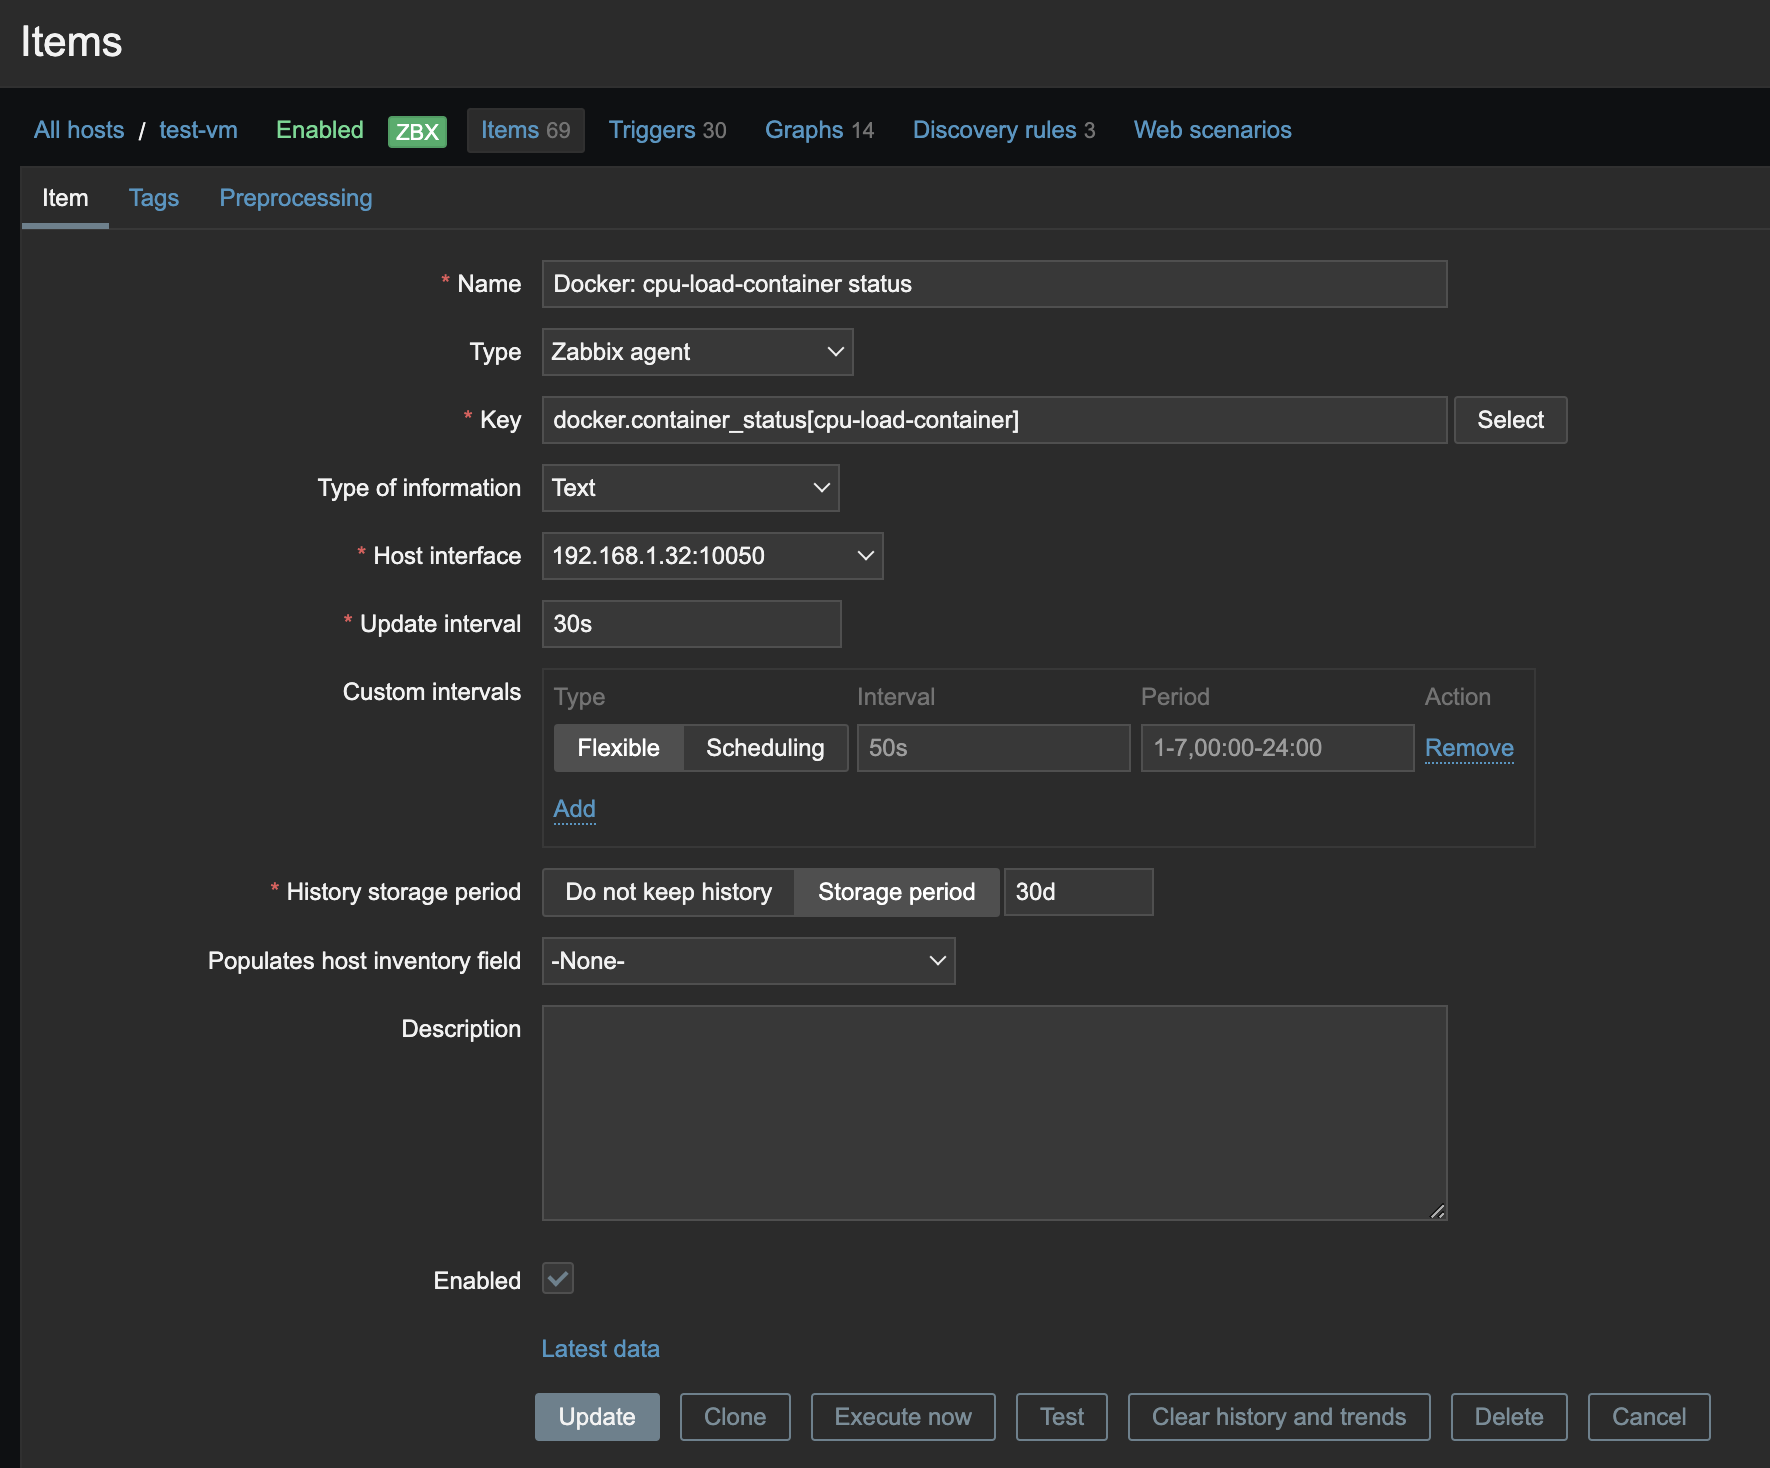 Items
All hosts / test-vm Enabled ZBX Items 69 Triggers 30 Graphs 14 Discovery rules 3 Web scenarios
Item Tags Preprocessing
* Name Docker: cpu-load-container status
Type Zabbix agent
* Key docker.container_status[cpu-load-container] Select
Type of information Text
* Host interface 192.168.1.32:10050
* Update interval 30s
Custom intervals Type Interval Period Action
Flexible Scheduling 50s 1-7,00:00-24:00 Remove
Add
* History storage period Do not keep history Storage period 30d
Populates host inventory field -None-
Description
Enabled
Latest data
Update Clone Execute now Test Clear history and trends Delete Cancel